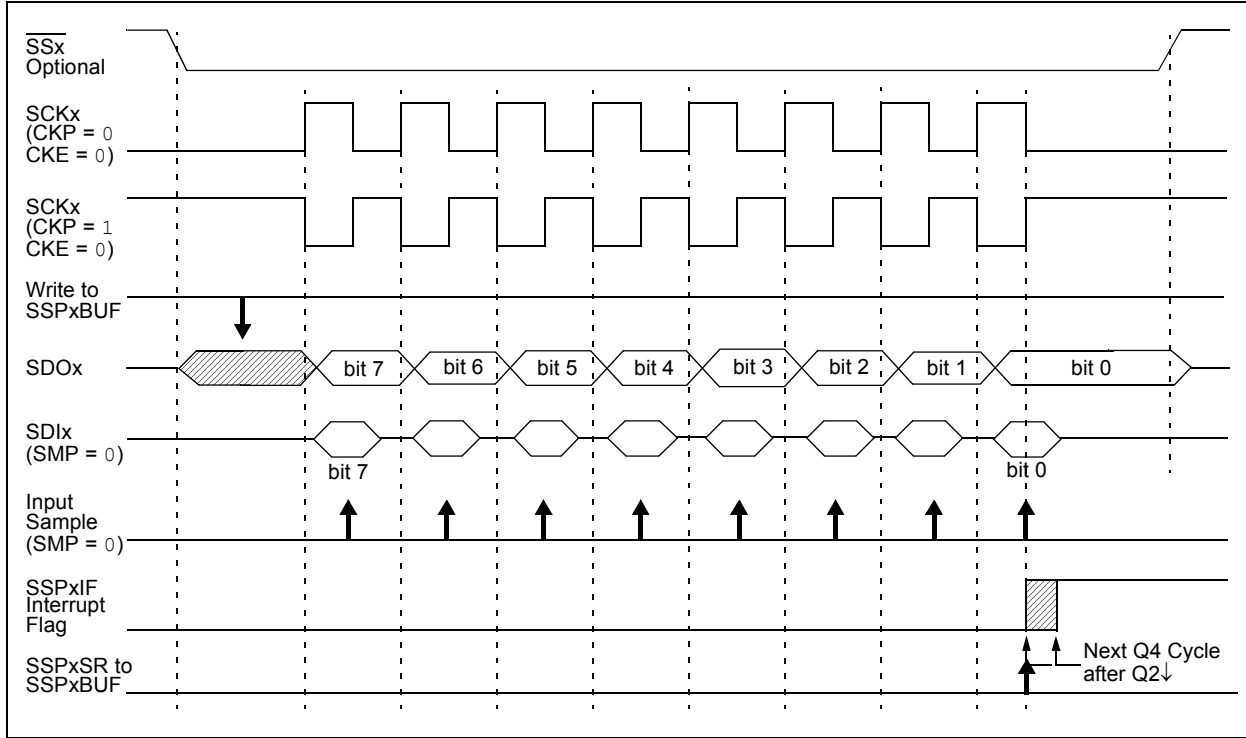 SSx
Optional
SCKx
(CKP = 0
CKE = 0)
SCKx
(CKP = 1
CKE = 0)
Write to
SSPxBUF
SDOx
bit 7
bit 6
bit 5
bit 4
bit 3
bit 2
bit 1
bit 0
SDIx
(SMP = 0)
bit 7
bit 0
Input
Sample
(SMP = 0)
SSPxIF
Interrupt
Flag
SSPxSR to
SSPxBUF
Next Q4 Cycle
after Q2↓